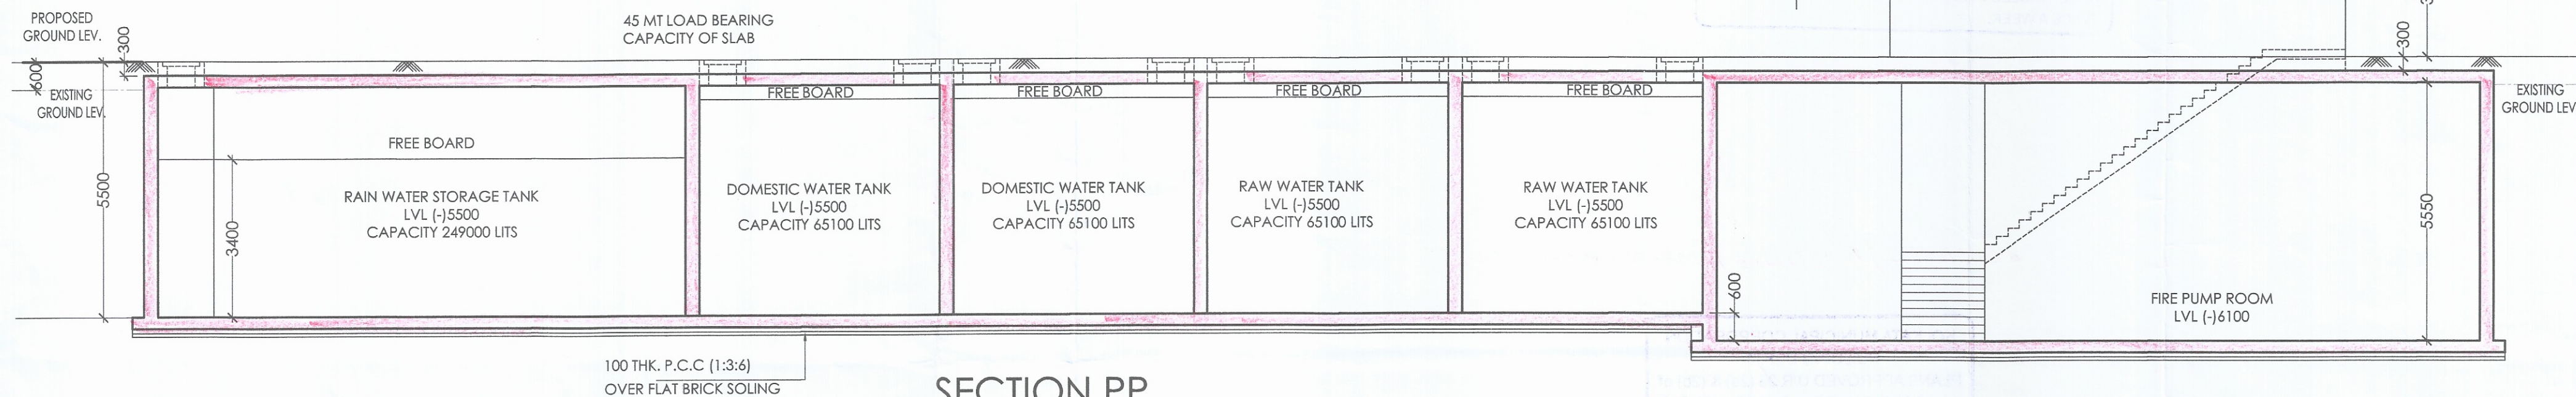 PROPOSED
GROUND LEV.
300
600
EXISTING
GROUND LEV.
5500
45 MT LOAD BEARING
CAPACITY OF SLAB
FREE BOARD
3400
RAIN WATER STORAGE TANK
LVL (-)5500
CAPACITY 249000 LITS
FREE BOARD
DOMESTIC WATER TANK
LVL (-)5500
CAPACITY 65100 LITS
FREE BOARD
DOMESTIC WATER TANK
LVL (-)5500
CAPACITY 65100 LITS
FREE BOARD
RAW WATER TANK
LVL (-)5500
CAPACITY 65100 LITS
FREE BOARD
RAW WATER TANK
LVL (-)5500
CAPACITY 65100 LITS
600
FIRE PUMP ROOM
LVL (-)6100
300
5550
EXISTING
GROUND LEV
100 THK. P.C.C (1:3:6)
OVER FLAT BRICK SOLING
SECTION PP